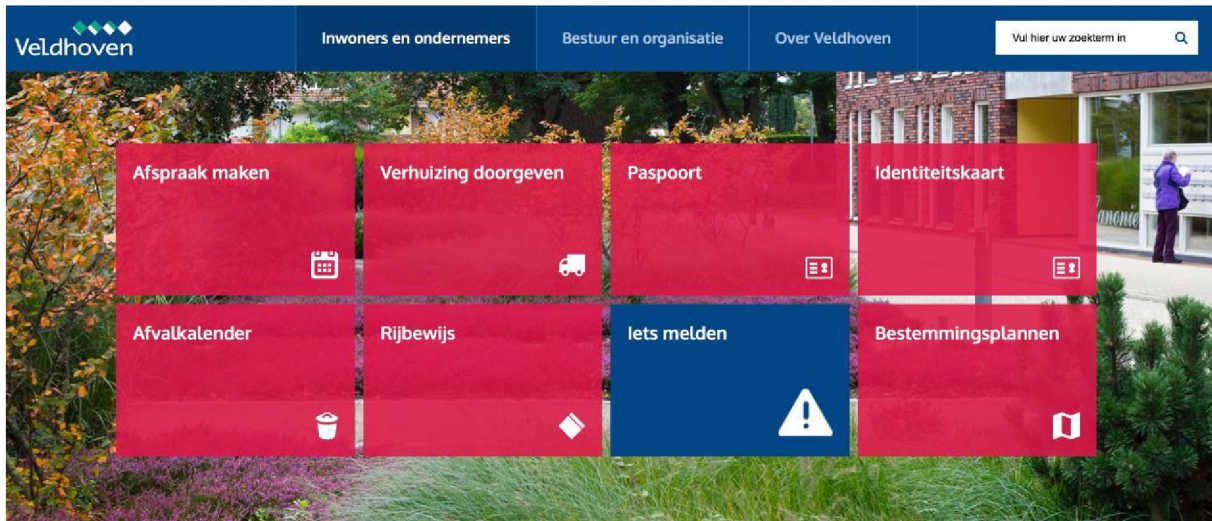 Veldhoven
Inwoners en ondernemers
Bestuur en organisatie
Over Veldhoven
Vul hier uw zoekterm in
Afspraak maken
Verhuizing doorgeven
Paspoort
Identiteitskaart
Afvalkalender
Rijbewijs
Iets melden
Bestemmingsplannen